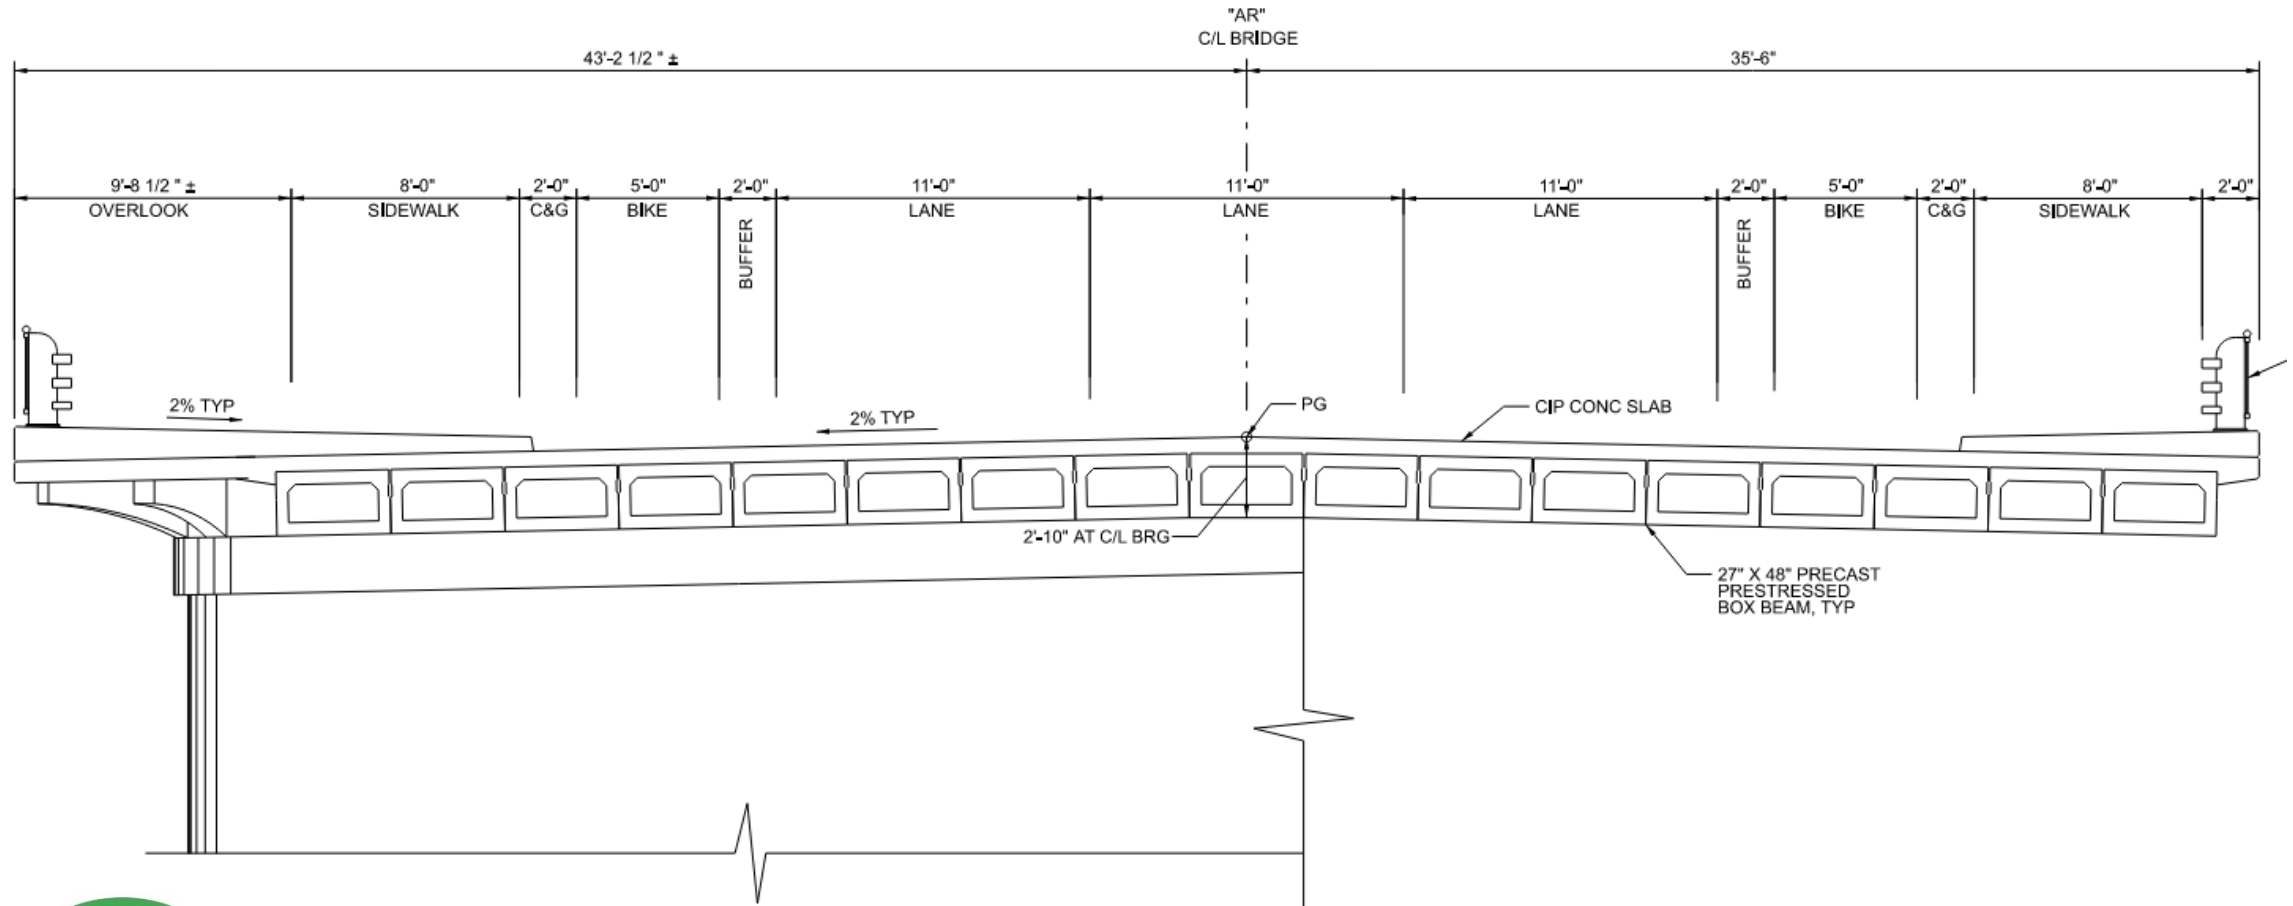 "AR"
C/L BRIDGE
43'-2 1/2 " ±
35'-6"
9'-8 1/2 " ±
8'-0"
2'-0"
5'-0"
2'-0"
11'-0"
11'-0"
11'-0"
2'-0"
5'-0"
2'-0"
8'-0"
2'-0"
OVERLOOK
SIDEWALK
C&G
BIKE
BUFFER
LANE
LANE
LANE
BUFFER
BIKE
C&G
SIDEWALK
2% TYP
2% TYP
PG
CIP CONC SLAB
2'-10" AT C/L BRG
27" X 48" PRECAST
PRESTRESSED
BOX BEAM, TYP